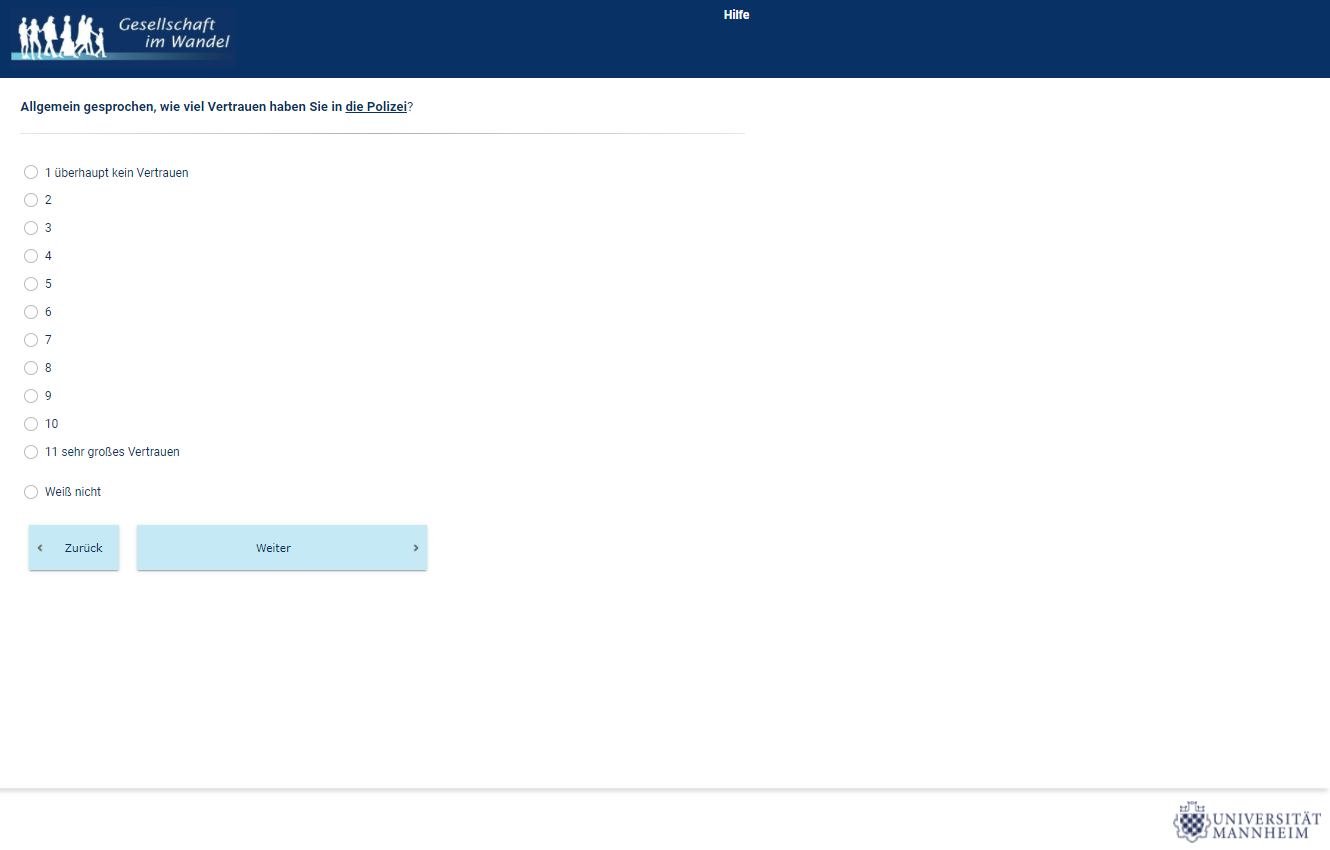 Gesellschaft
im Wandel
Hilfe
Allgemein gesprochen, wie viel Vertrauen haben Sie in die Polizei?
1 überhaupt kein Vertrauen
2
3
4
5
6
7
8
9
10
11 sehr großes Vertrauen
Weiß nicht
Zurück
Weiter
UNIVERSITÄT
MANNHEIM